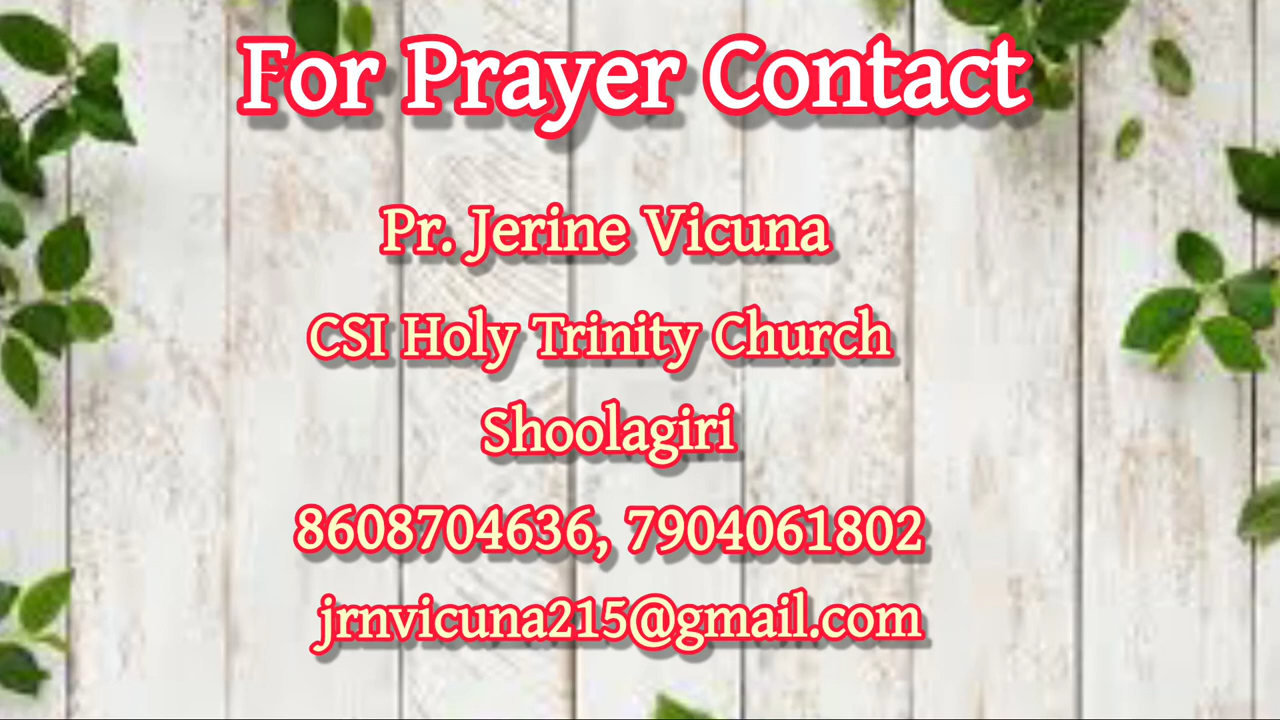 For Prayer Contact
Pr. Jerine Vicuna
CSI Holy Trinity Church
Shoolagiri
8608704636, 7904061802
jrnvicuna215@gmail.com